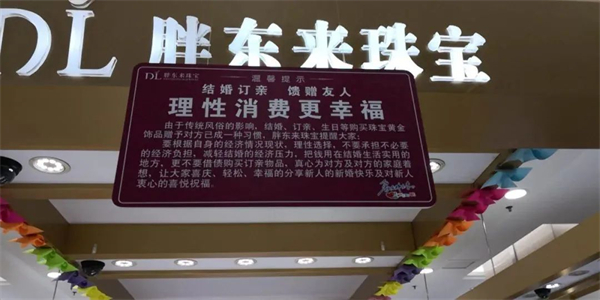 DL 胖东来珠宝
DL 胖东来珠宝
温馨提示
结婚订亲 馈赠友人
理性消费更幸福
由于传统风俗的影响，结婚、订亲、生日等购买珠宝黄金
饰品赠予对方已成一种习惯，胖东来珠宝提醒大家：
要根据自身的经济情况现状，理性选择，不要承担不必要
的经济负担，减轻结婚的经济压力，把钱用在结婚生活实用的
地方，更不要借债购买订亲物品，真心为对方及对方的家庭着
想，让大家喜庆、轻松、幸福的分享新人的新婚快乐及对新人
衷心的喜悦祝福。